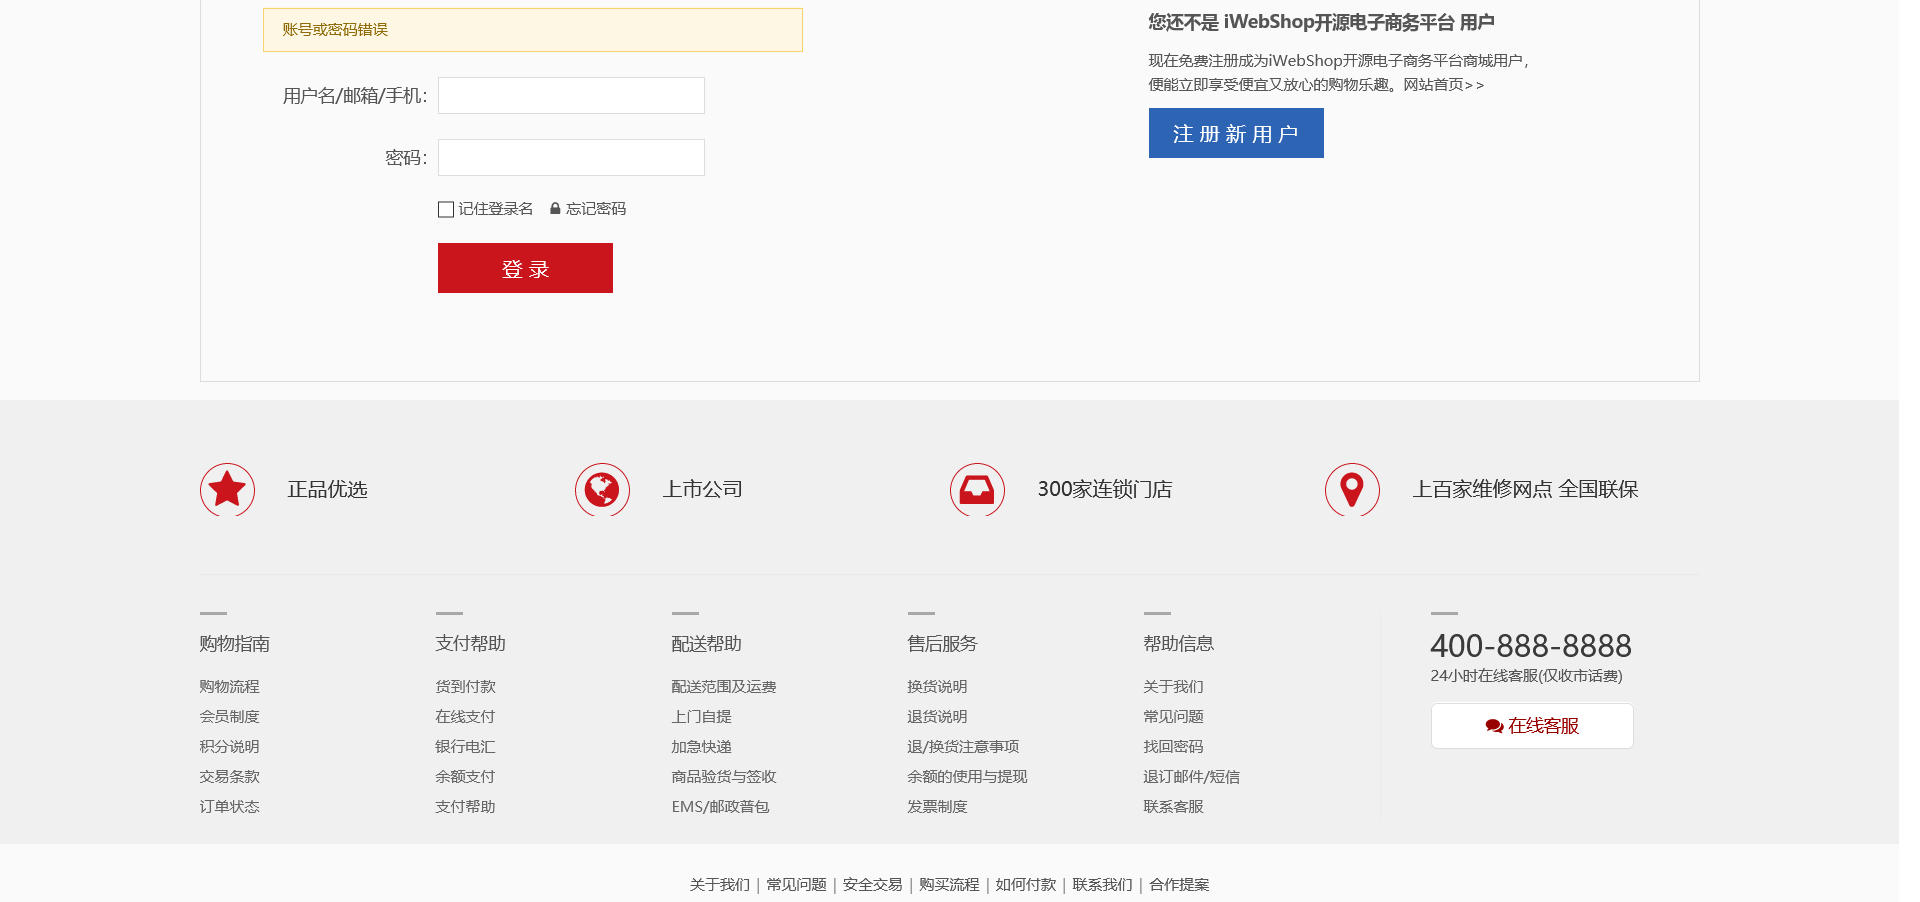 账号或密码错误
用户名/邮箱/手机：
密码：
记住登录名 忘记密码
登 录
您还不是 iWebShop开源电子商务平台 用户
现在免费注册成为iWebShop开源电子商务平台商城用户，
便能立即享受便宜又放心的购物乐趣。网站首页>>
注 册 新 用 户
正品优选
上市公司
300家连锁门店
上百家维修网点 全国联保
购物指南
购物流程
会员制度
积分说明
交易条款
订单状态
支付帮助
货到付款
在线支付
银行电汇
余额支付
支付帮助
配送帮助
配送范围及运费
上门自提
加急快递
商品验货与签收
EMS/邮政普包
售后服务
换货说明
退货说明
退/换货注意事项
余额的使用与提现
发票制度
帮助信息
关于我们
常见问题
找回密码
退订邮件/短信
联系客服
400-888-8888
24小时在线客服(仅收市话费)
在线客服
关于我们 | 常见问题 | 安全交易 | 购买流程 | 如何付款 | 联系我们 | 合作提案